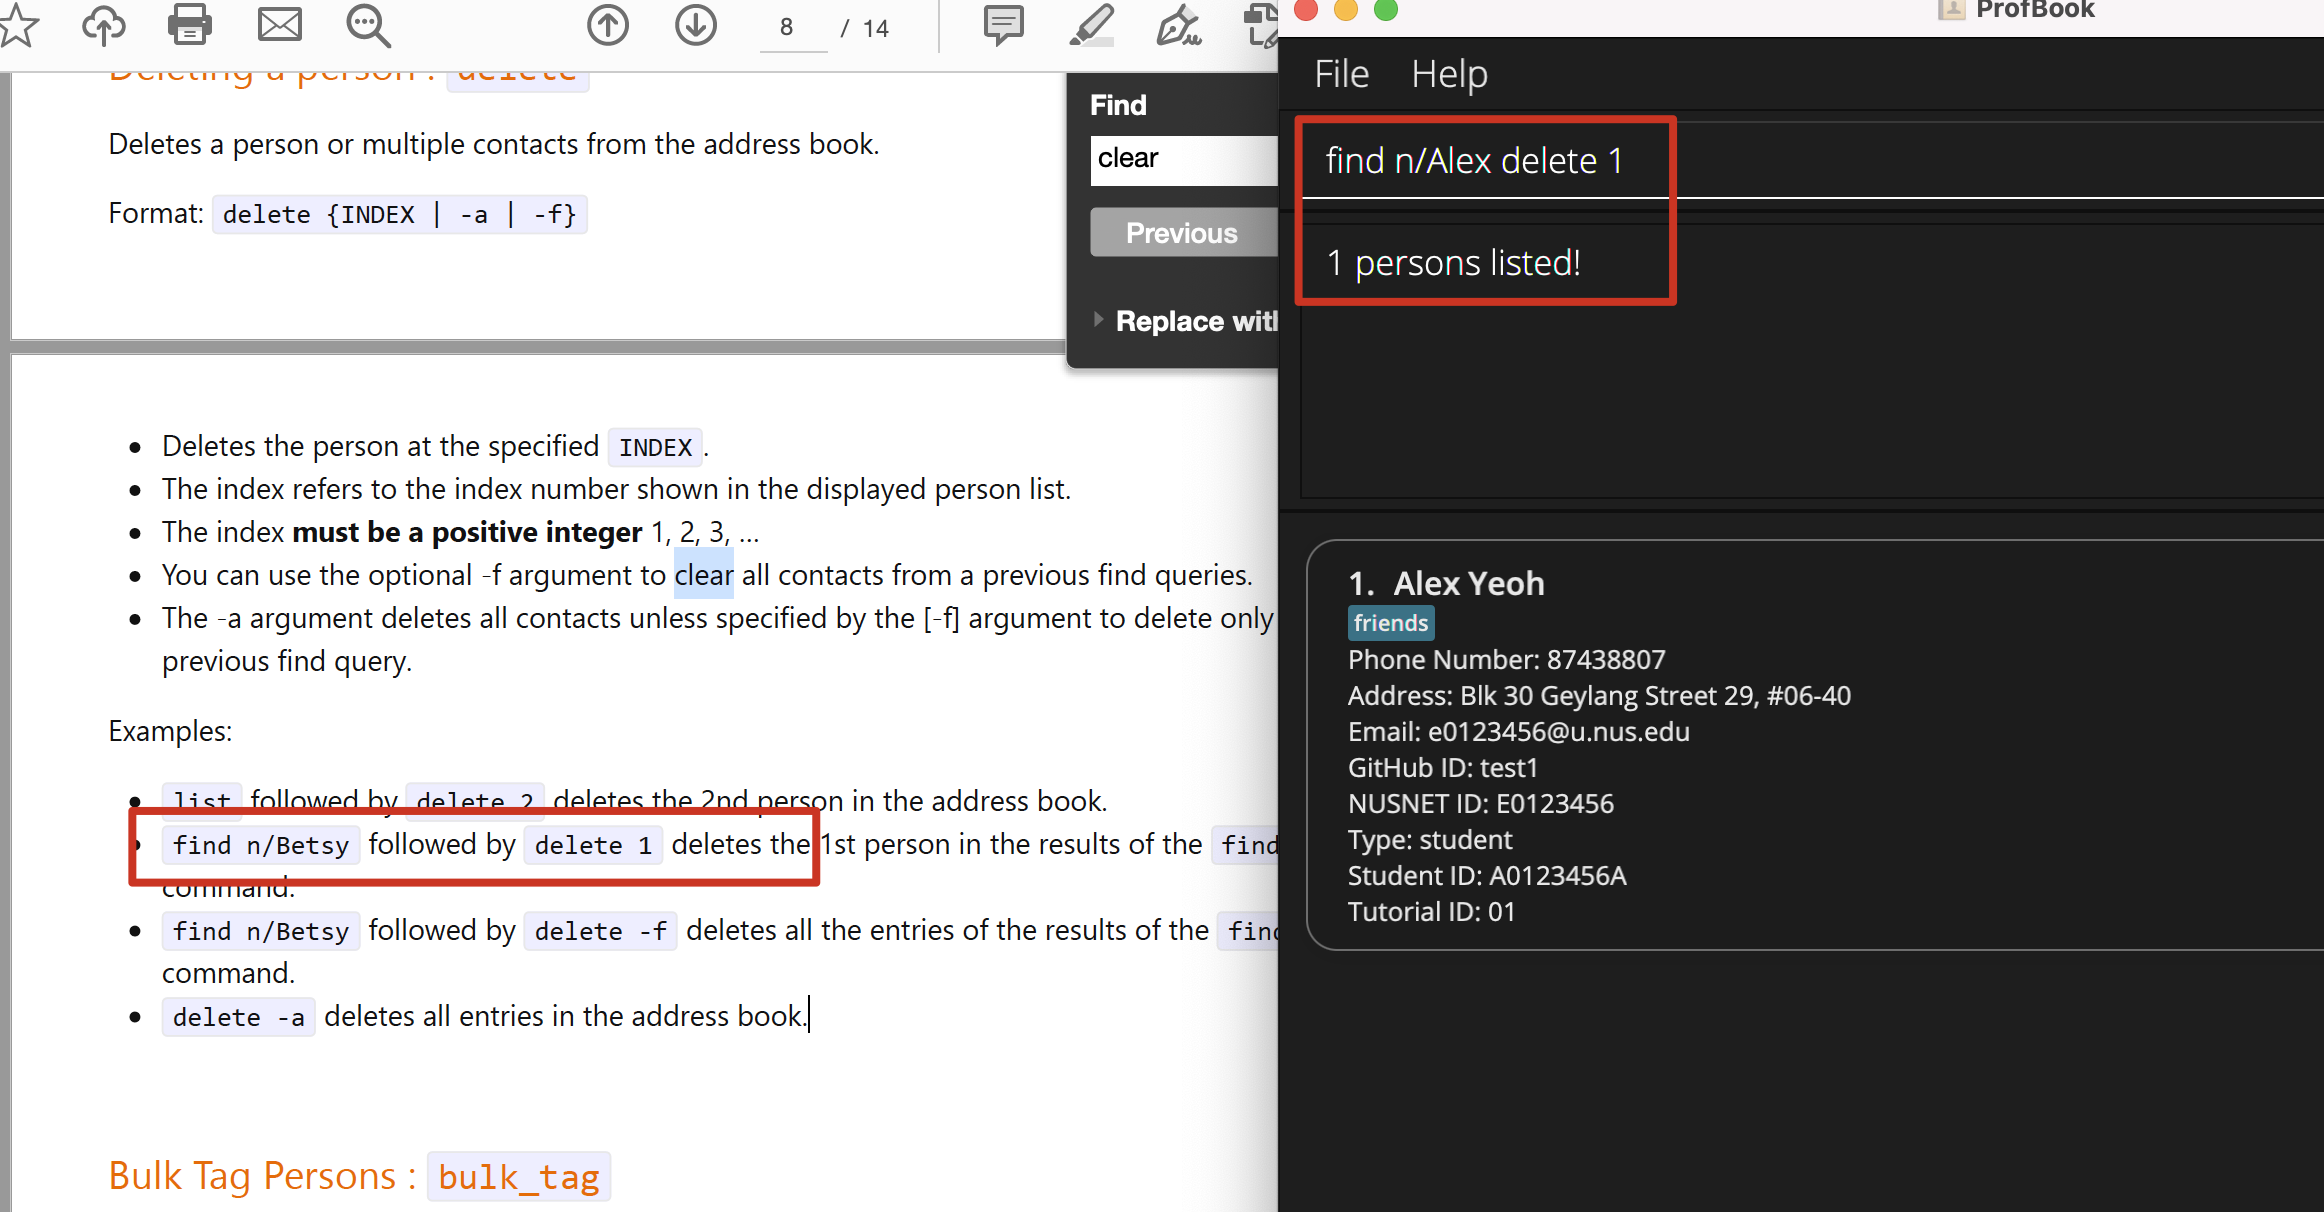 8 / 14
Deleting a person : delete
Deletes a person or multiple contacts from the address book.
Format: delete {INDEX | -a | -f}
Deletes the person at the specified INDEX.
The index refers to the index number shown in the displayed person list.
The index must be a positive integer 1, 2, 3, ...
You can use the optional -f argument to clear all contacts from a previous find queries.
The -a argument deletes all contacts unless specified by the [-f] argument to delete only
previous find query.
Examples:
list followed by delete 2 deletes the 2nd person in the address book.
find n/Betsy followed by delete 1 deletes the 1st person in the results of the find
command.
find n/Betsy followed by delete -f deletes all the entries of the results of the find
command.
delete -a deletes all entries in the address book.
Bulk Tag Persons : bulk_tag
Find
clear
Previous
Replace with
ProfBook
File Help
find n/Alex delete 1
1 persons listed!
1. Alex Yeoh
friends
Phone Number: 87438807
Address: Blk 30 Geylang Street 29, #06-40
Email: e0123456@u.nus.edu
GitHub ID: test1
NUSNET ID: E0123456
Type: student
Student ID: A0123456A
Tutorial ID: 01